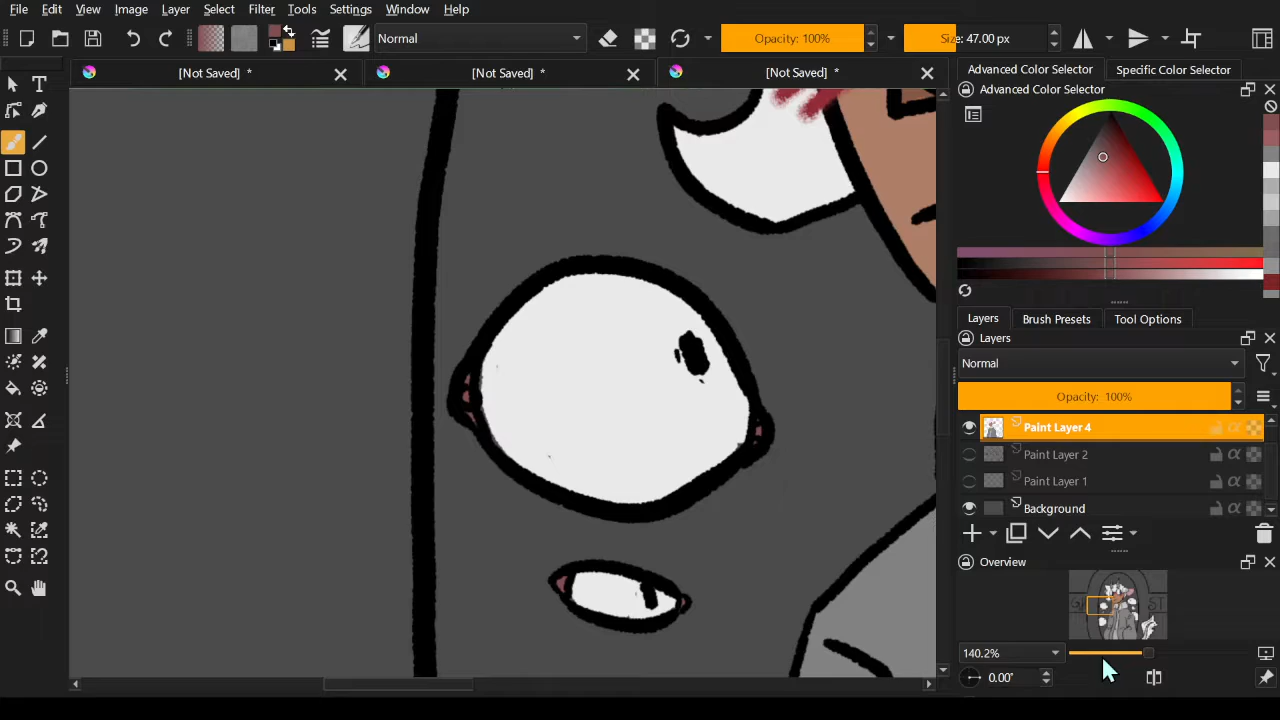 File Edit View Image Layer Select Filter Tools Settings Window Help
Normal Opacity: 100% Size: 47.00 px
[Not Saved] * [Not Saved] * [Not Saved] *
Advanced Color Selector Specific Color Selector
Advanced Color Selector
Layers Brush Presets Tool Options
Layers
Normal
Opacity: 100%
Paint Layer 4
Paint Layer 2
Paint Layer 1
Background
Overview
140.2%
0.00°